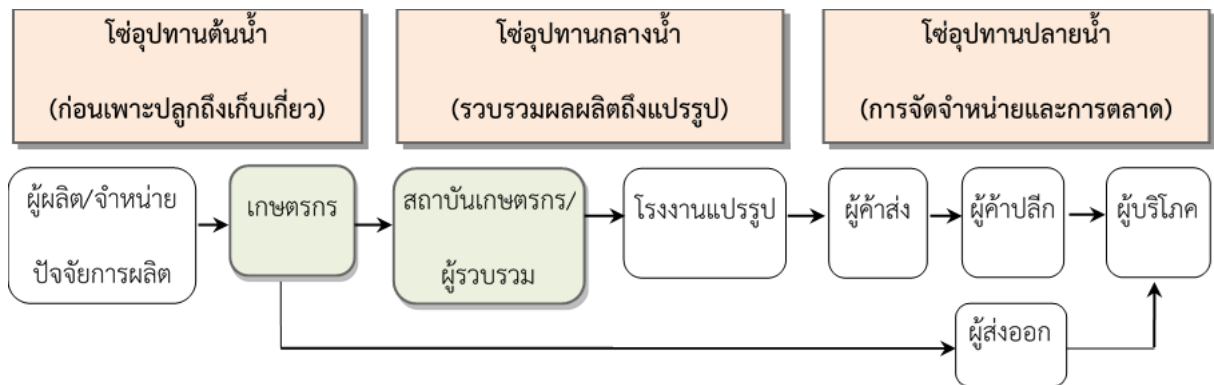 โซ่อุปทานต้นน้ำ
(ก่อนเพาะปลูกถึงเก็บเกี่ยว)
โซ่อุปทานกลางน้ำ
(รวบรวมผลผลิตถึงแปรรูป)
โซ่อุปทานปลายน้ำ
(การจัดจำหน่ายและการตลาด)
ผู้ผลิต/จำหน่าย
ปัจจัยการผลิต
เกษตรกร
สถาบันเกษตรกร/
ผู้รวบรวม
โรงงานแปรรูป
ผู้ค้าส่ง
ผู้ค้าปลีก
ผู้บริโภค
ผู้ส่งออก